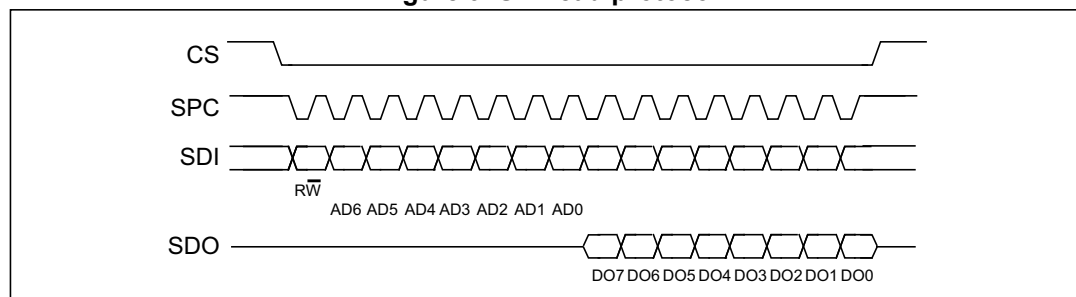 CS
SPC
SDI
RW̅
AD6 AD5 AD4 AD3 AD2 AD1 AD0
SDO
DO7 DO6 DO5 DO4 DO3 DO2 DO1 DO0